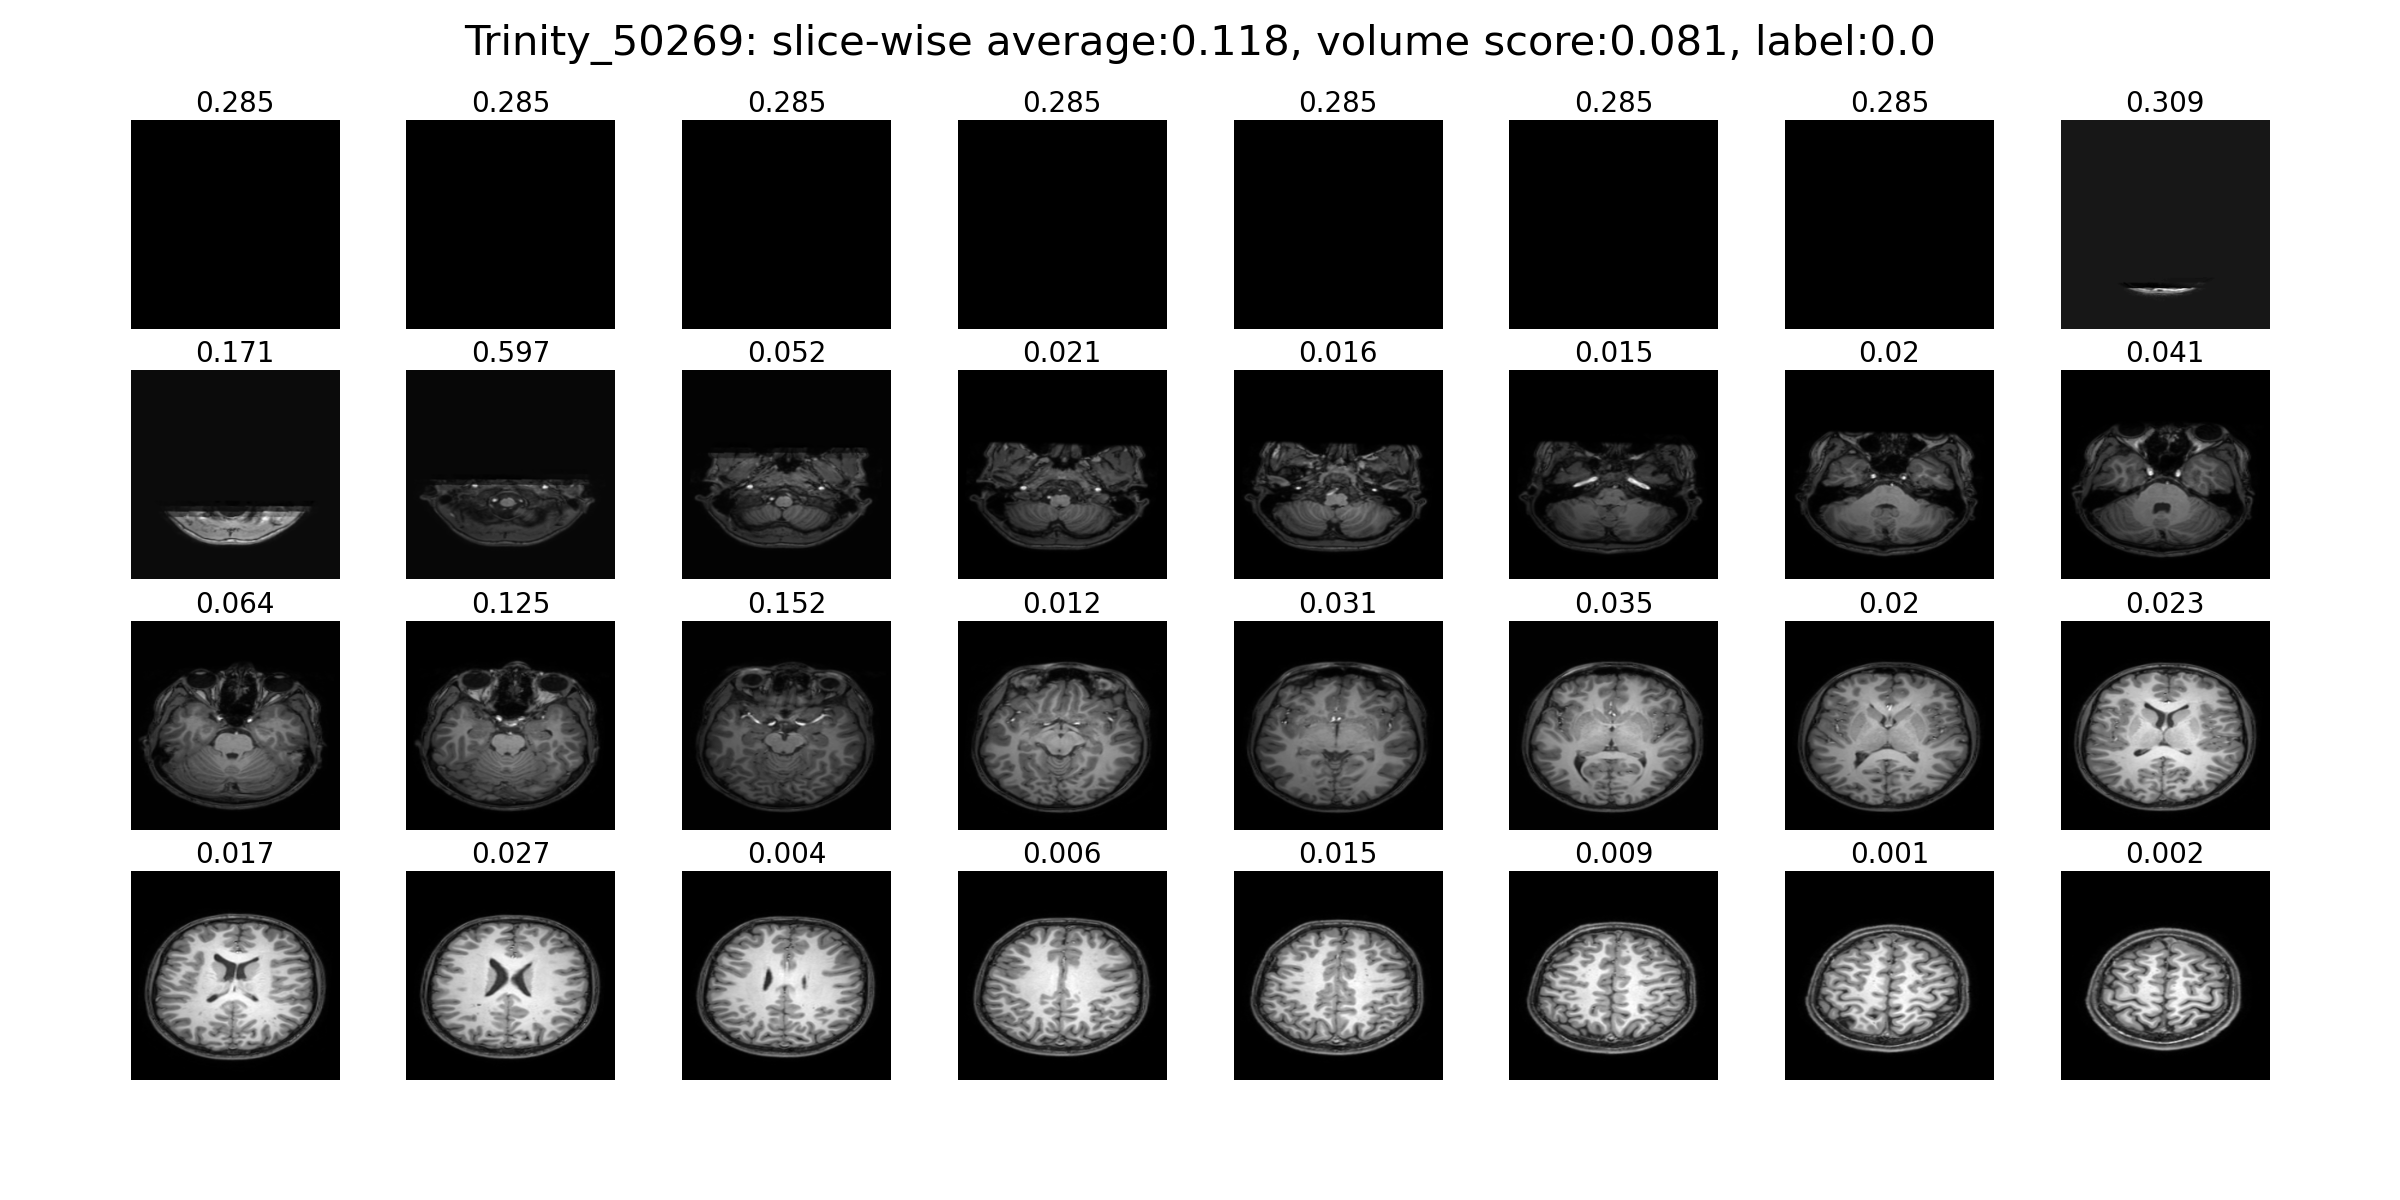 Trinity_50269: slice-wise average:0.118, volume score:0.081, label:0.0
0.285 0.285 0.285 0.285 0.285 0.285 0.285 0.309
0.171 0.597 0.052 0.021 0.016 0.015 0.02 0.041
0.064 0.125 0.152 0.012 0.031 0.035 0.02 0.023
0.017 0.027 0.004 0.006 0.015 0.009 0.001 0.002